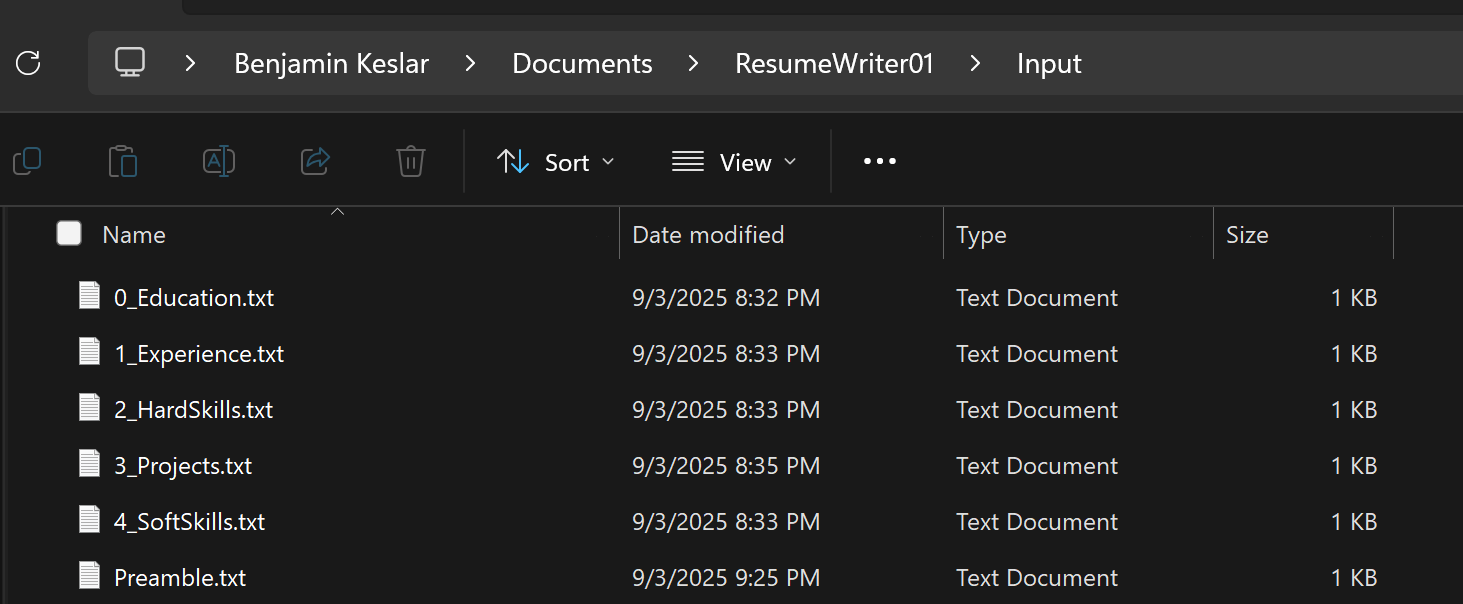 Benjamin Keslar > Documents > ResumeWriter01 > Input
Sort View
Name Date modified Type Size
0_Education.txt 9/3/2025 8:32 PM Text Document 1 KB
1_Experience.txt 9/3/2025 8:33 PM Text Document 1 KB
2_HardSkills.txt 9/3/2025 8:33 PM Text Document 1 KB
3_Projects.txt 9/3/2025 8:35 PM Text Document 1 KB
4_SoftSkills.txt 9/3/2025 8:33 PM Text Document 1 KB
Preamble.txt 9/3/2025 9:25 PM Text Document 1 KB